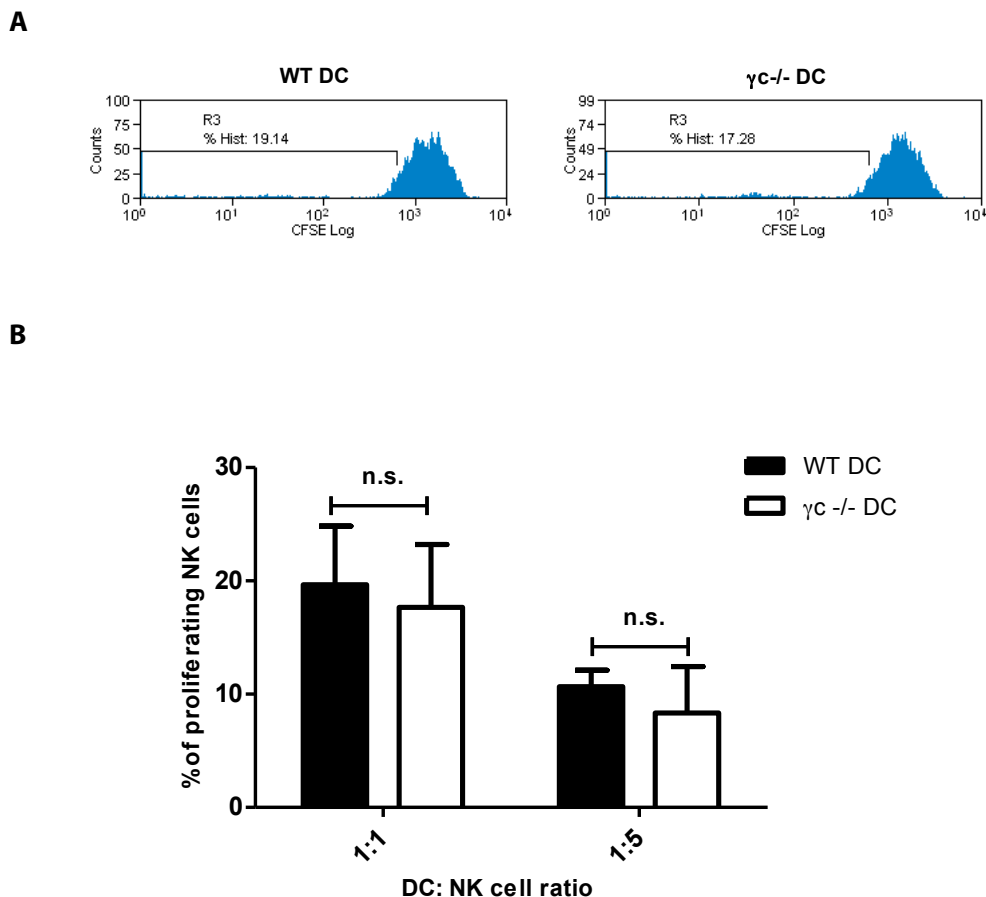 A
WT DC
100
75
50
25
0
Counts
R3
% Hist: 19.14
10⁰ 10¹ 10² 10³ 10⁴
CFSE Log
γc-/- DC
99
74
49
24
0
Counts
R3
% Hist: 17.28
10⁰ 10¹ 10² 10³ 10⁴
CFSE Log
B
% of proliferating NK cells
30
20
10
0
n.s.
n.s.
WT DC
γc -/- DC
1:1
1:5
DC: NK cell ratio